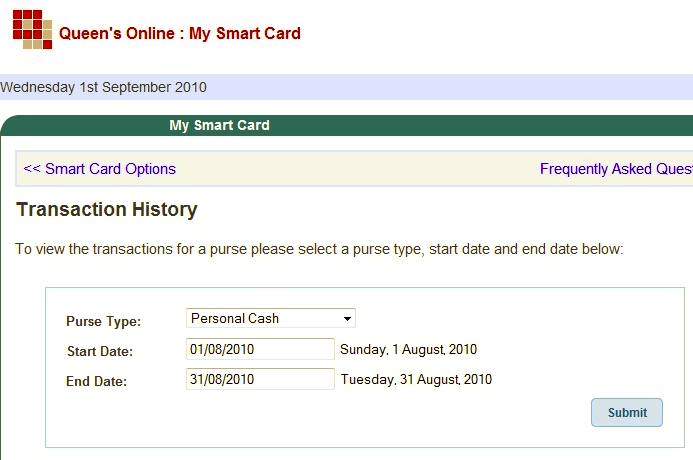 Queen's Online : My Smart Card
Wednesday 1st September 2010
My Smart Card
<< Smart Card Options Frequently Asked Quest
Transaction History
To view the transactions for a purse please select a purse type, start date and end date below:
Purse Type: Personal Cash
Start Date: 01/08/2010 Sunday, 1 August, 2010
End Date: 31/08/2010 Tuesday, 31 August, 2010
Submit